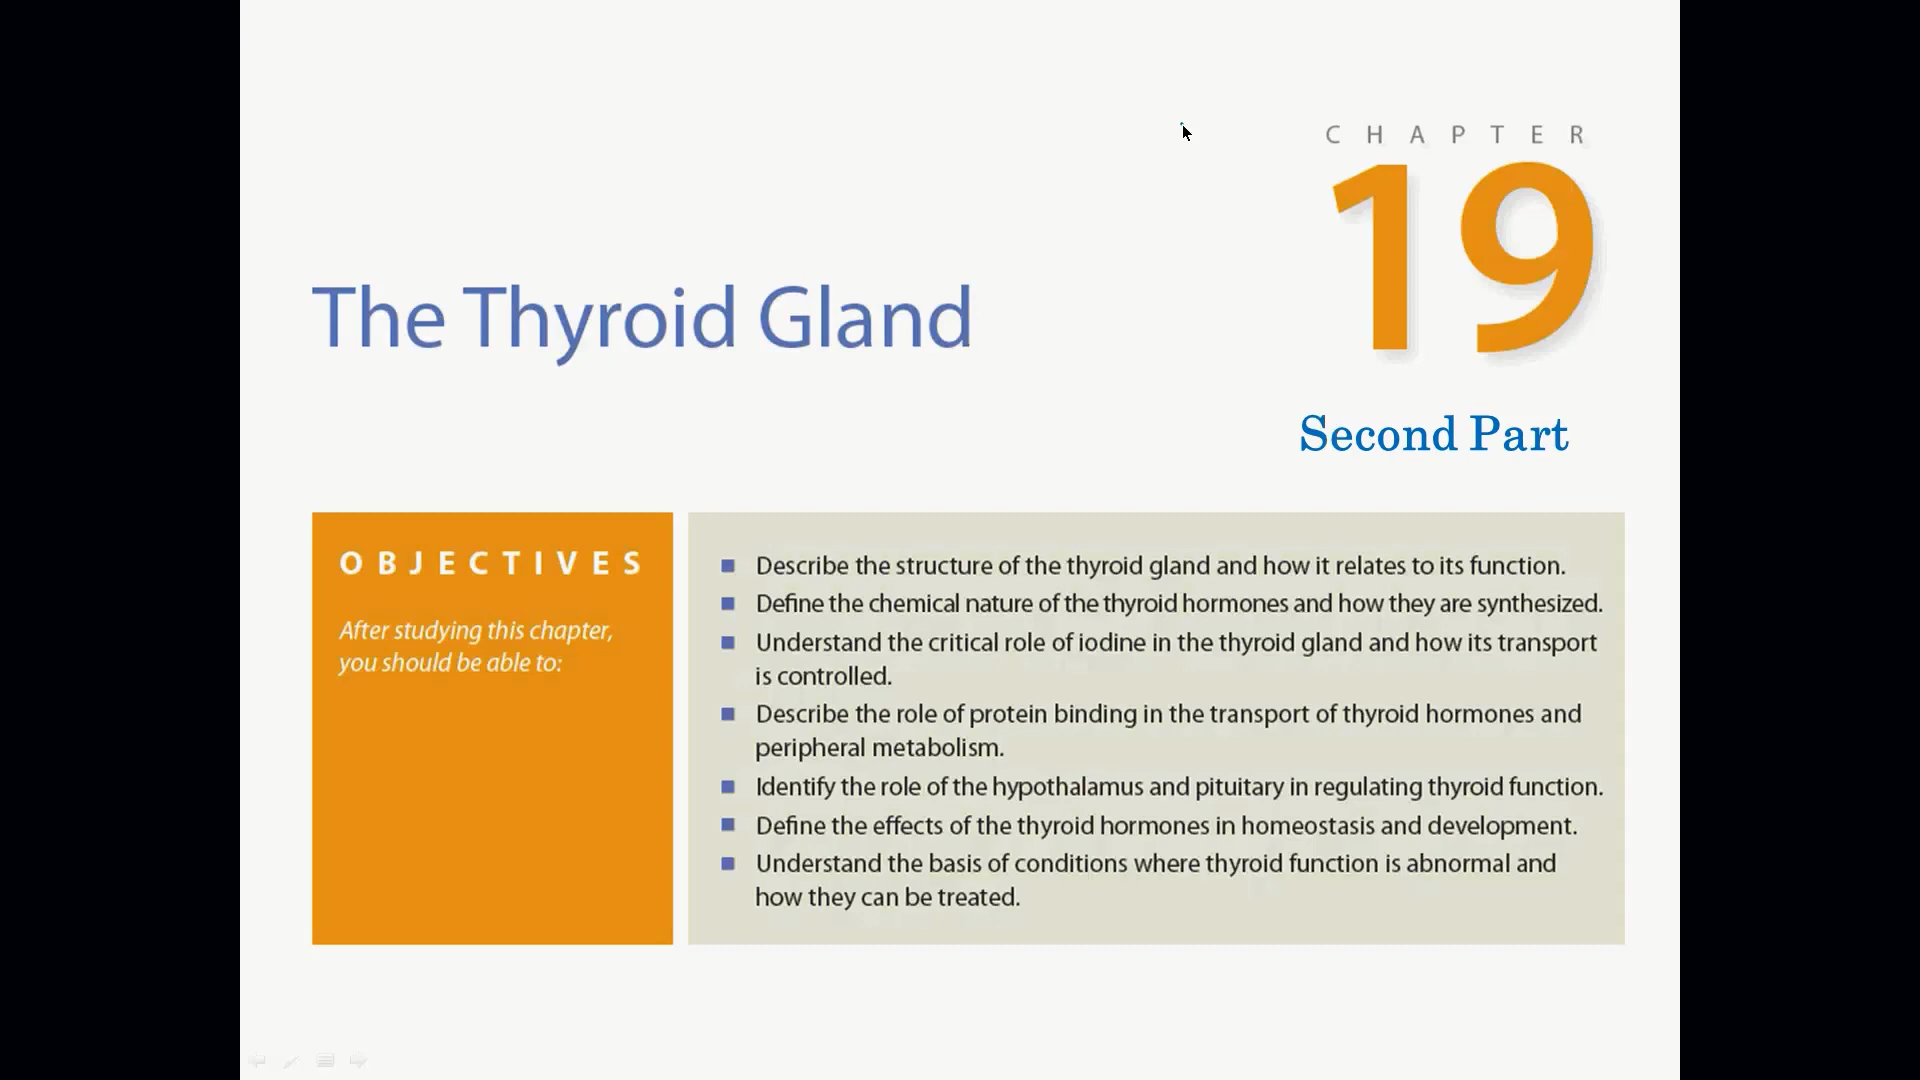 CHAPTER
19
The Thyroid Gland
Second Part
OBJECTIVES
After studying this chapter,
you should be able to:
■ Describe the structure of the thyroid gland and how it relates to its function.
■ Define the chemical nature of the thyroid hormones and how they are synthesized.
■ Understand the critical role of iodine in the thyroid gland and how its transport
is controlled.
■ Describe the role of protein binding in the transport of thyroid hormones and
peripheral metabolism.
■ Identify the role of the hypothalamus and pituitary in regulating thyroid function.
■ Define the effects of the thyroid hormones in homeostasis and development.
■ Understand the basis of conditions where thyroid function is abnormal and
how they can be treated.